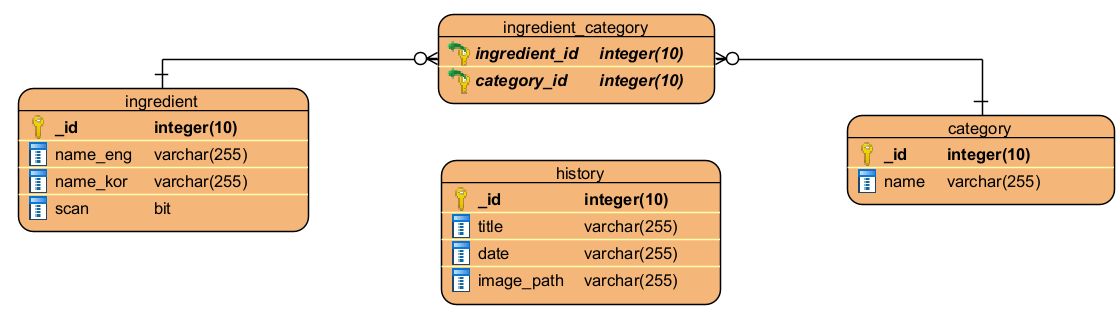 ingredient_category
ingredient_id integer(10)
category_id integer(10)
ingredient
_id integer(10)
name_eng varchar(255)
name_kor varchar(255)
scan bit
category
_id integer(10)
name varchar(255)
history
_id integer(10)
title varchar(255)
date varchar(255)
image_path varchar(255)